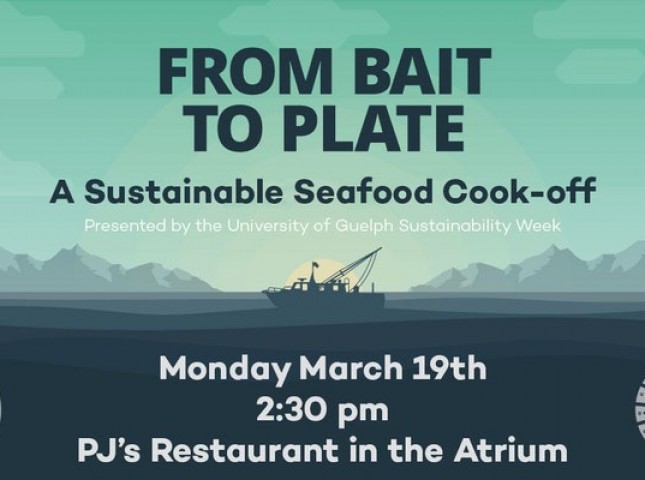 FROM BAIT
TO PLATE
A Sustainable Seafood Cook-off
Presented by the University of Guelph Sustainability Week
Monday March 19th
2:30 pm
PJ's Restaurant in the Atrium